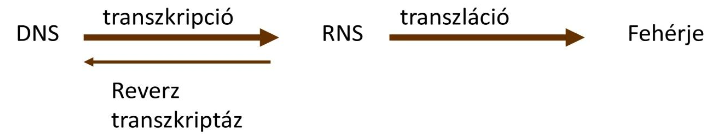 transzkripció
transzláció
DNS
RNS
Fehérje
Reverz
transzkriptáz